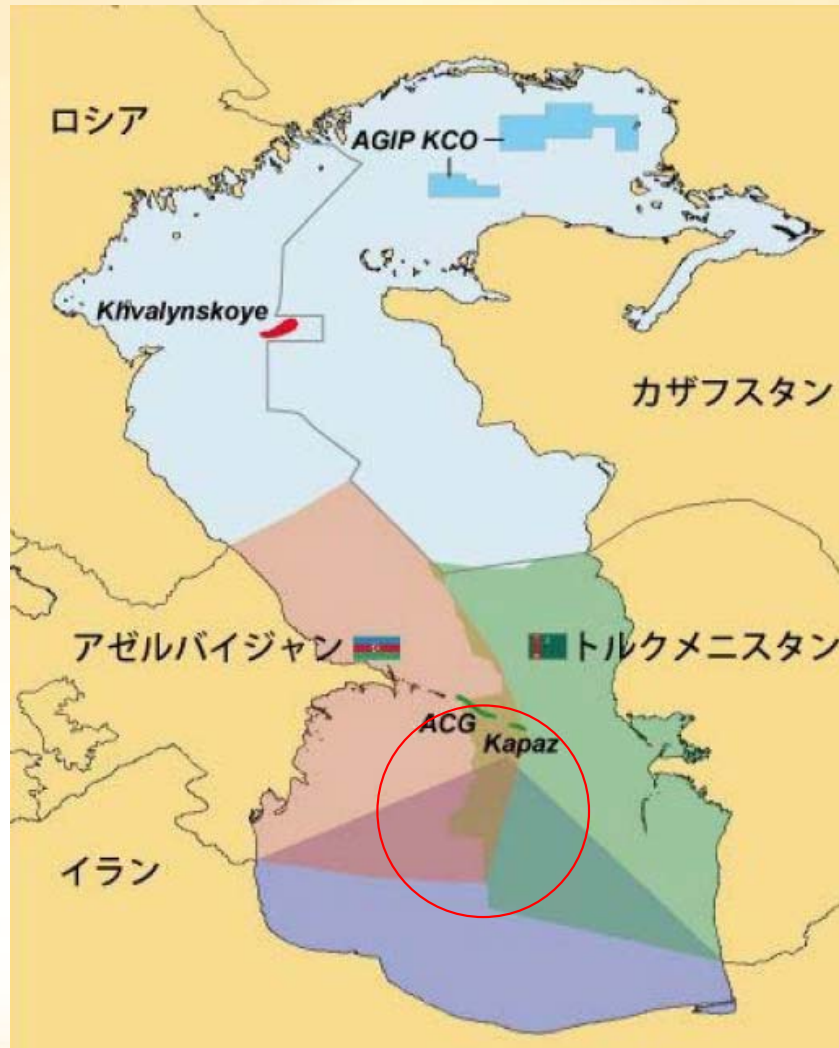 ロシア
AGIP KCO
Khvalynskoye
カザフスタン
アゼルバイジャン
トルクメニスタン
ACG
Kapaz
イラン